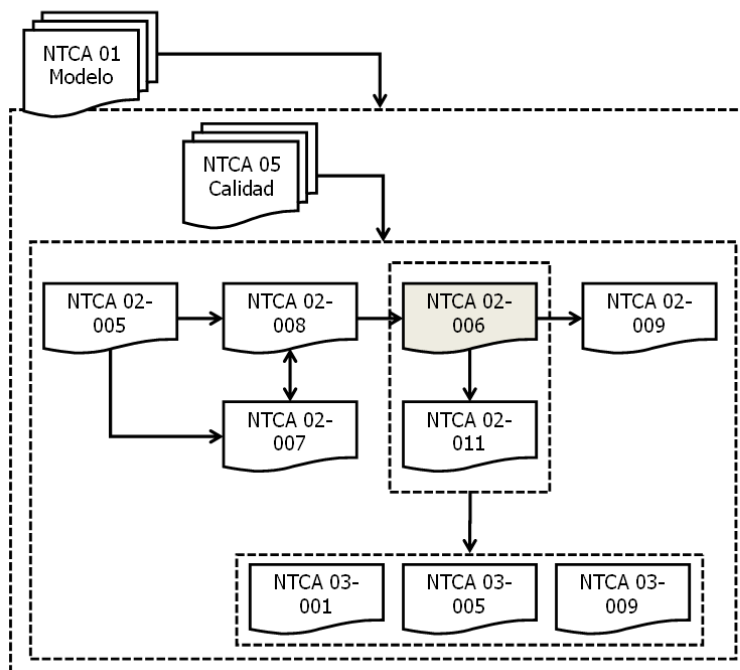 NTCA 01
Modelo
NTCA 05
Calidad
NTCA 02-
005
NTCA 02-
008
NTCA 02-
006
NTCA 02-
009
NTCA 02-
007
NTCA 02-
011
NTCA 03-
001
NTCA 03-
005
NTCA 03-
009